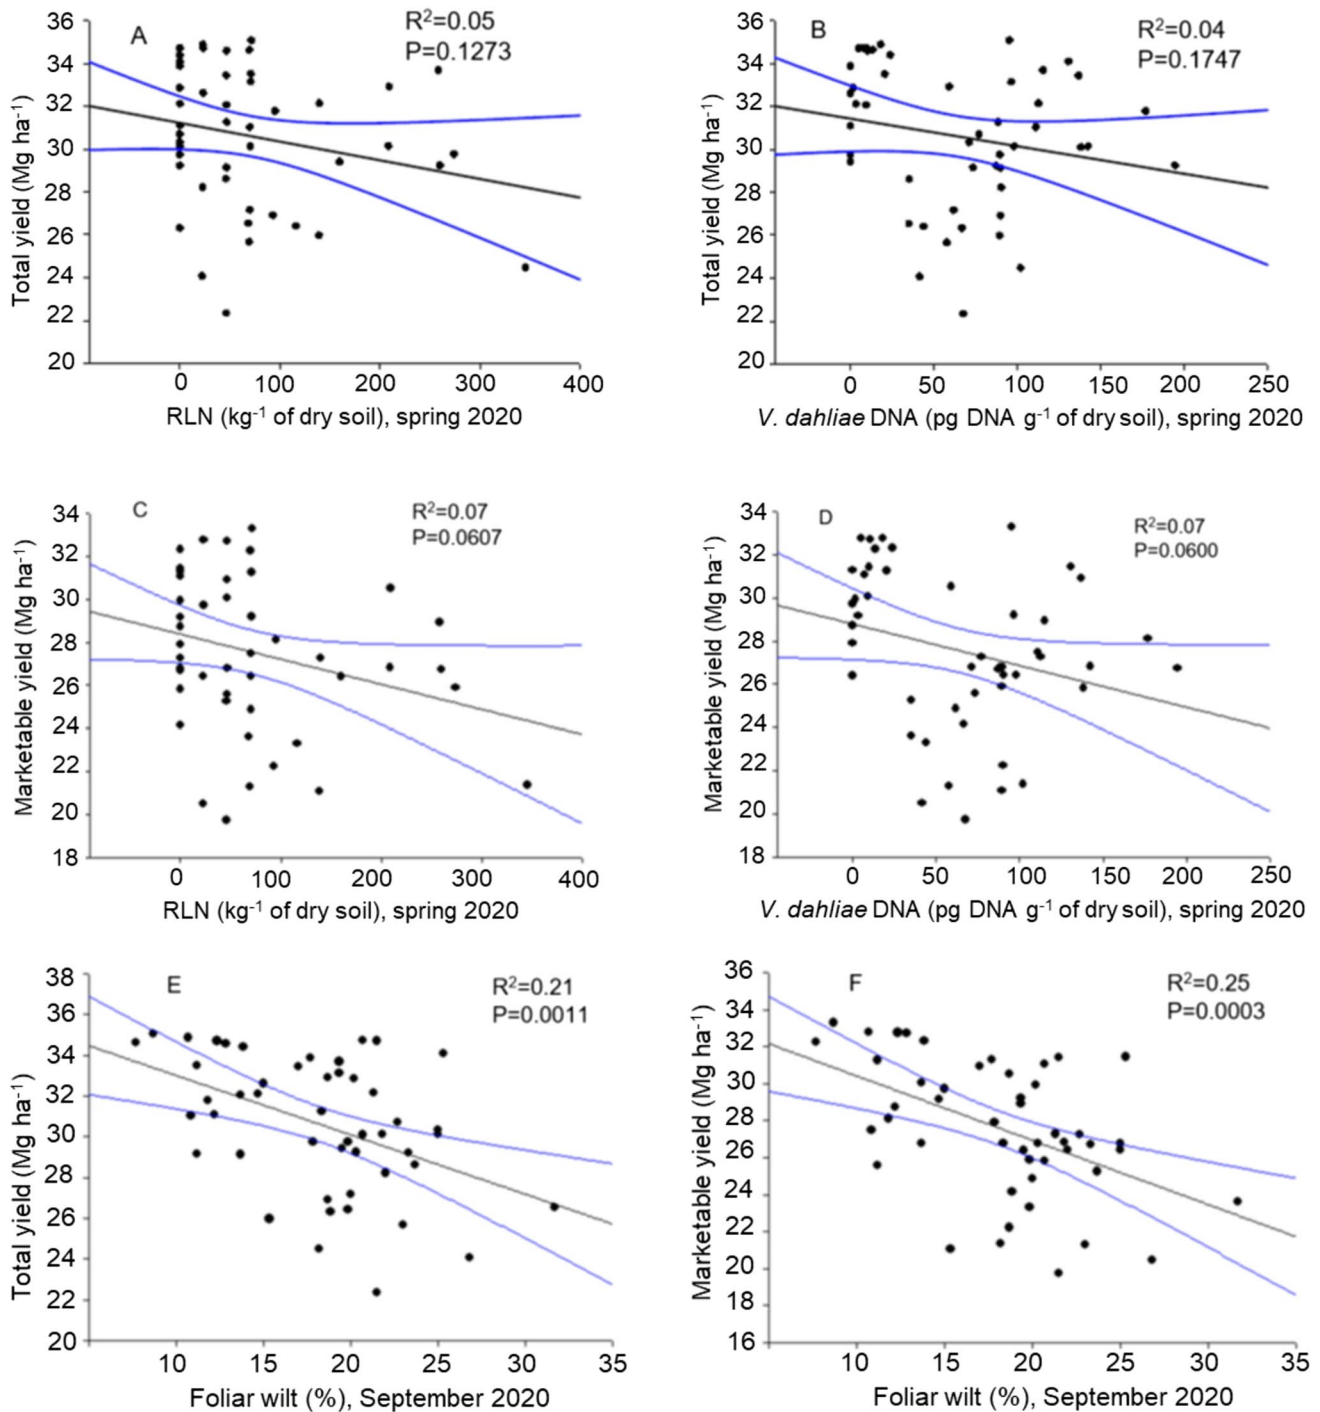 A
R²=0.05
P=0.1273
36
34
32
30
28
26
24
22
20
Total yield (Mg ha⁻¹)
0 100 200 300 400
RLN (kg⁻¹ of dry soil), spring 2020
B
R²=0.04
P=0.1747
36
34
32
30
28
26
24
22
20
Total yield (Mg ha⁻¹)
0 50 100 150 200 250
V. dahliae DNA (pg DNA g⁻¹ of dry soil), spring 2020
C
R²=0.07
P=0.0607
34
32
30
28
26
24
22
20
18
Marketable yield (Mg ha⁻¹)
0 100 200 300 400
RLN (kg⁻¹ of dry soil), spring 2020
D
R²=0.07
P=0.0600
34
32
30
28
26
24
22
20
18
Marketable yield (Mg ha⁻¹)
0 50 100 150 200 250
V. dahliae DNA (pg DNA g⁻¹ of dry soil), spring 2020
E
R²=0.21
P=0.0011
38
36
34
32
30
28
26
24
22
20
Total yield (Mg ha⁻¹)
10 15 20 25 30 35
Foliar wilt (%), September 2020
F
R²=0.25
P=0.0003
36
34
32
30
28
26
24
22
20
18
16
Marketable yield (Mg ha⁻¹)
10 15 20 25 30 35
Foliar wilt (%), September 2020